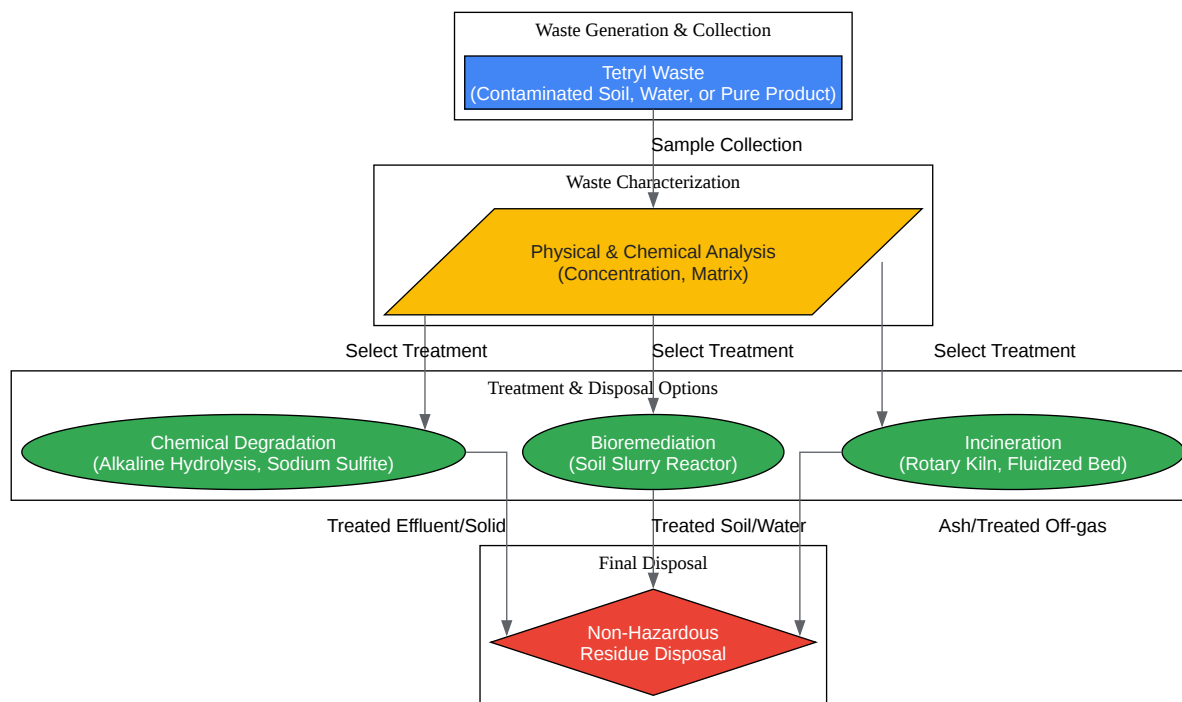 Waste Generation & Collection
Tetryl Waste
(Contaminated Soil, Water, or Pure Product)
Sample Collection
Waste Characterization
Physical & Chemical Analysis
(Concentration, Matrix)
Select Treatment
Select Treatment
Select Treatment
Treatment & Disposal Options
Chemical Degradation
(Alkaline Hydrolysis, Sodium Sulfite)
Bioremediation
(Soil Slurry Reactor)
Incineration
(Rotary Kiln, Fluidized Bed)
Treated Effluent/Solid
Treated Soil/Water
Ash/Treated Off-gas
Final Disposal
Non-Hazardous
Residue Disposal